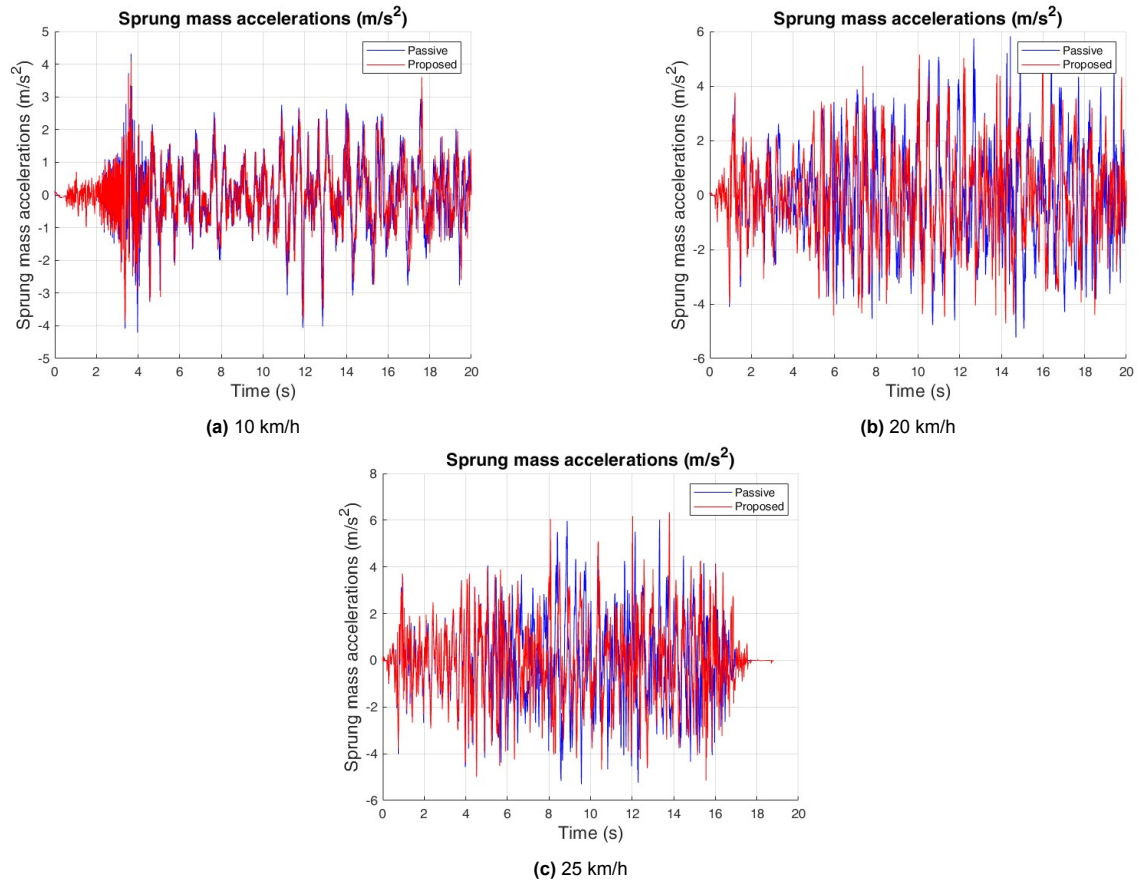 Sprung mass accelerations (m/s²)
Sprung mass accelerations (m/s²)
5
4
3
2
1
0
-1
-2
-3
-4
-5
0 2 4 6 8 10 12 14 16 18 20
Time (s)
Passive
Proposed
(a) 10 km/h
Sprung mass accelerations (m/s²)
Sprung mass accelerations (m/s²)
6
4
2
0
-2
-4
-6
0 2 4 6 8 10 12 14 16 18 20
Time (s)
Passive
Proposed
(b) 20 km/h
Sprung mass accelerations (m/s²)
Sprung mass accelerations (m/s²)
8
6
4
2
0
-2
-4
-6
0 2 4 6 8 10 12 14 16 18 20
Time (s)
Passive
Proposed
(c) 25 km/h